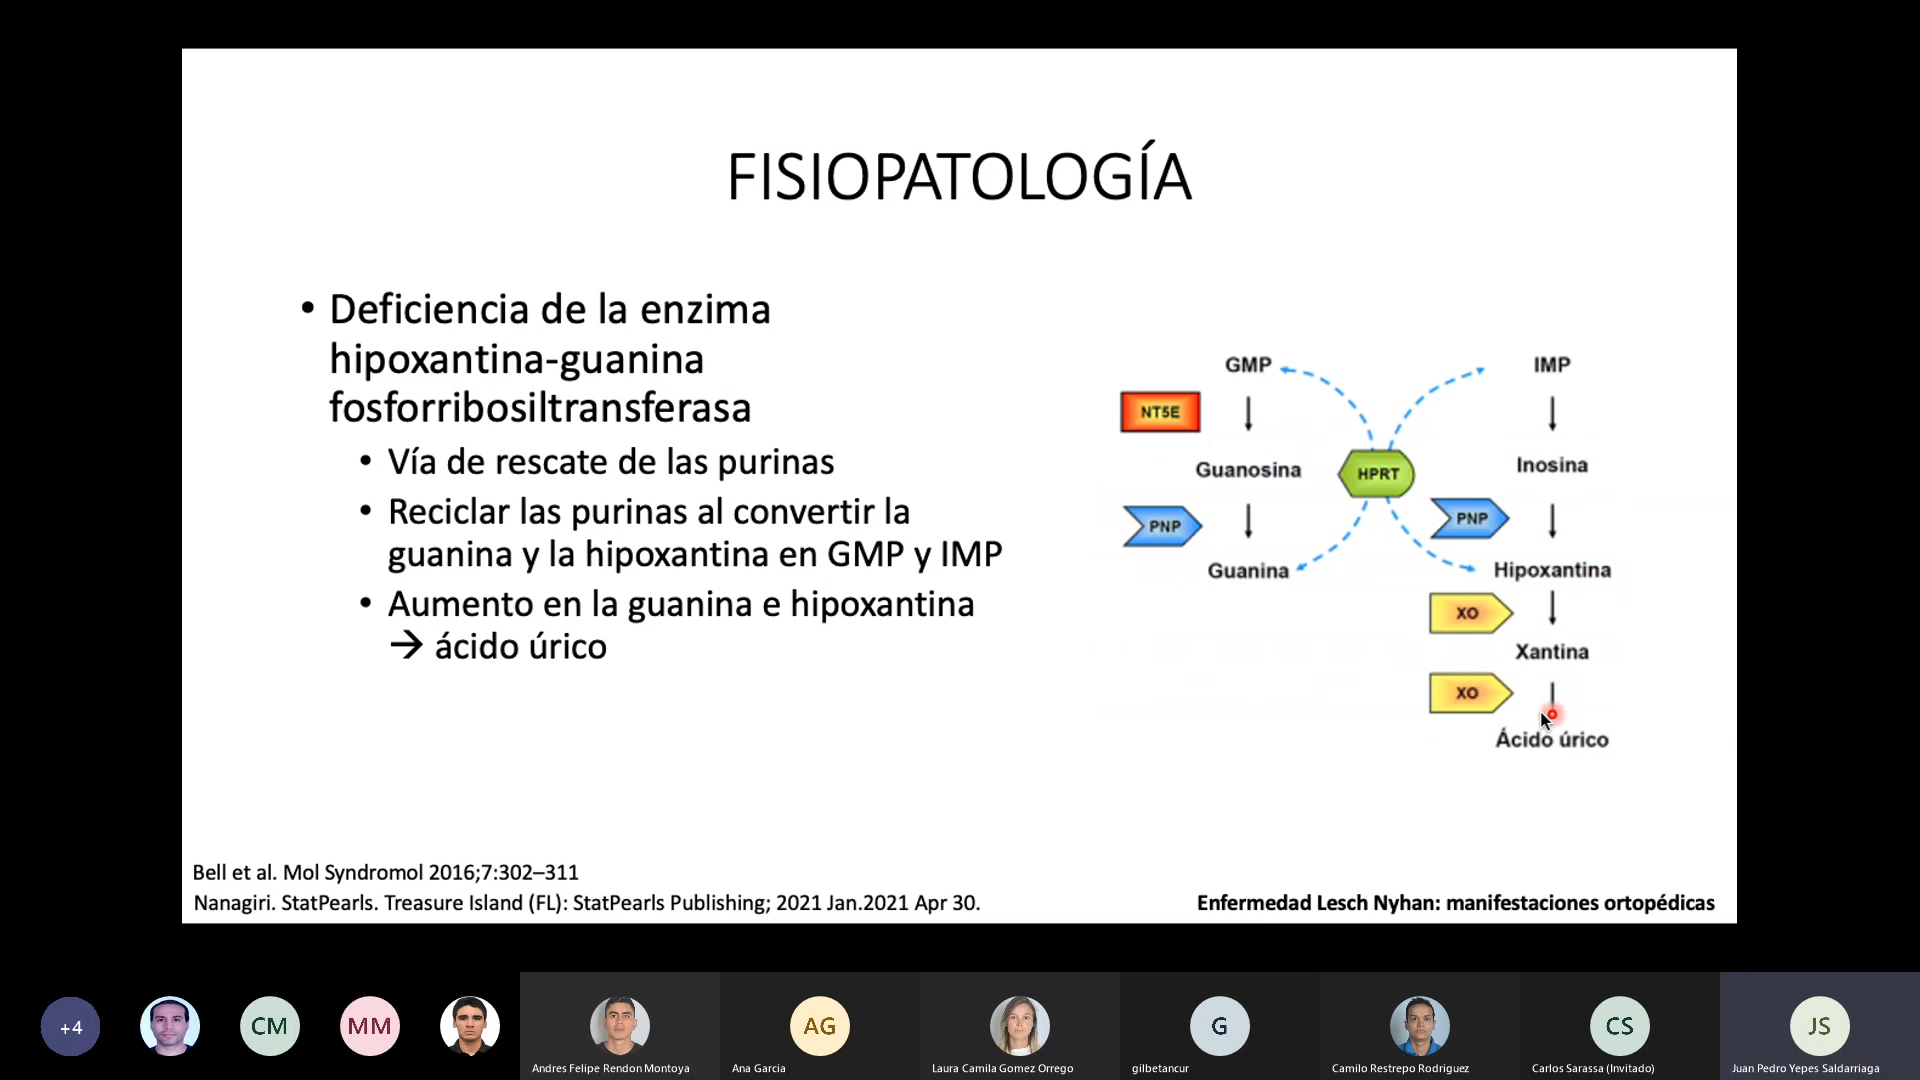 FISIOPATOLOGÍA
• Deficiencia de la enzima
hipoxantina-guanina
fosforribosiltransferasa
• Vía de rescate de las purinas
• Reciclar las purinas al convertir la
guanina y la hipoxantina en GMP y IMP
• Aumento en la guanina e hipoxantina
→ ácido úrico
GMP
IMP
NT5E
Guanosina
HPRT
Inosina
PNP
PNP
Guanina
Hipoxantina
XO
Xantina
XO
Ácido úrico
Bell et al. Mol Syndromol 2016;7:302–311
Nanagiri. StatPearls. Treasure Island (FL): StatPearls Publishing; 2021 Jan.2021 Apr 30.
Enfermedad Lesch Nyhan: manifestaciones ortopédicas
+4
CM
MM
AG
G
CS
JS
Andres Felipe Rendon Montoya
Ana Garcia
Laura Camila Gomez Orrego
gilbetancur
Camilo Restrepo Rodriguez
Carlos Sarassa (Invitado)
Juan Pedro Yepes Saldarriaga